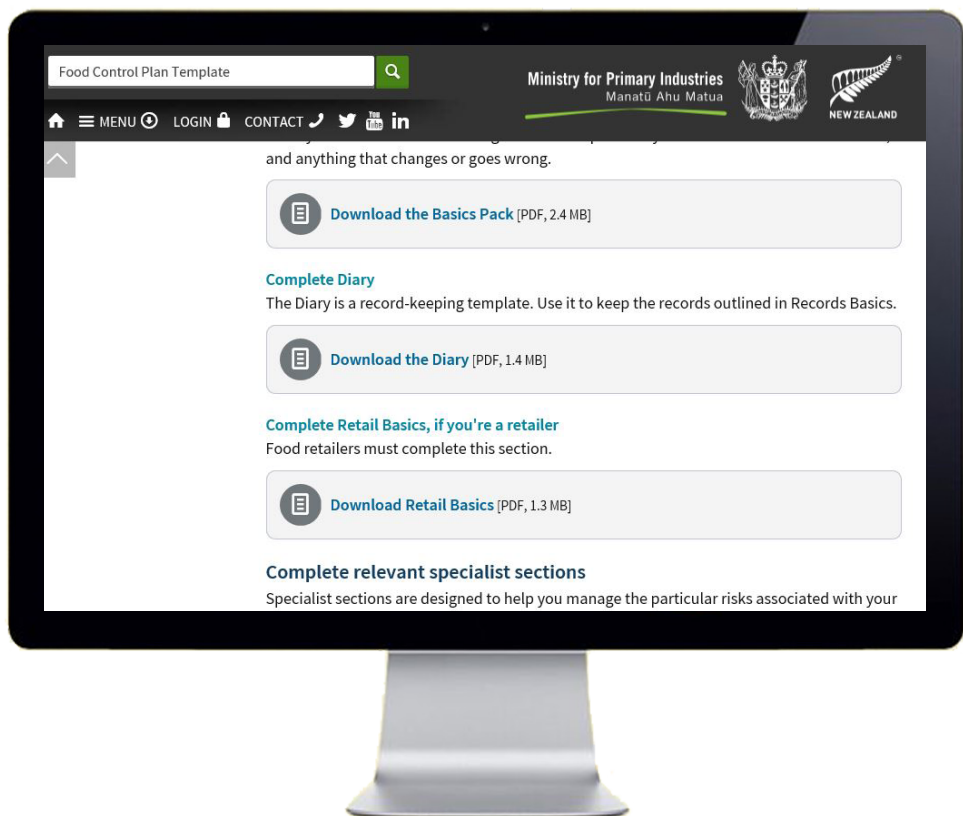 Food Control Plan Template
Ministry for Primary Industries
Manatū Ahu Matua
NEW ZEALAND
MENU LOGIN CONTACT You Tube in
and anything that changes or goes wrong.
Download the Basics Pack [PDF, 2.4 MB]
Complete Diary
The Diary is a record-keeping template. Use it to keep the records outlined in Records Basics.
Download the Diary [PDF, 1.4 MB]
Complete Retail Basics, if you're a retailer
Food retailers must complete this section.
Download Retail Basics [PDF, 1.3 MB]
Complete relevant specialist sections
Specialist sections are designed to help you manage the particular risks associated with your